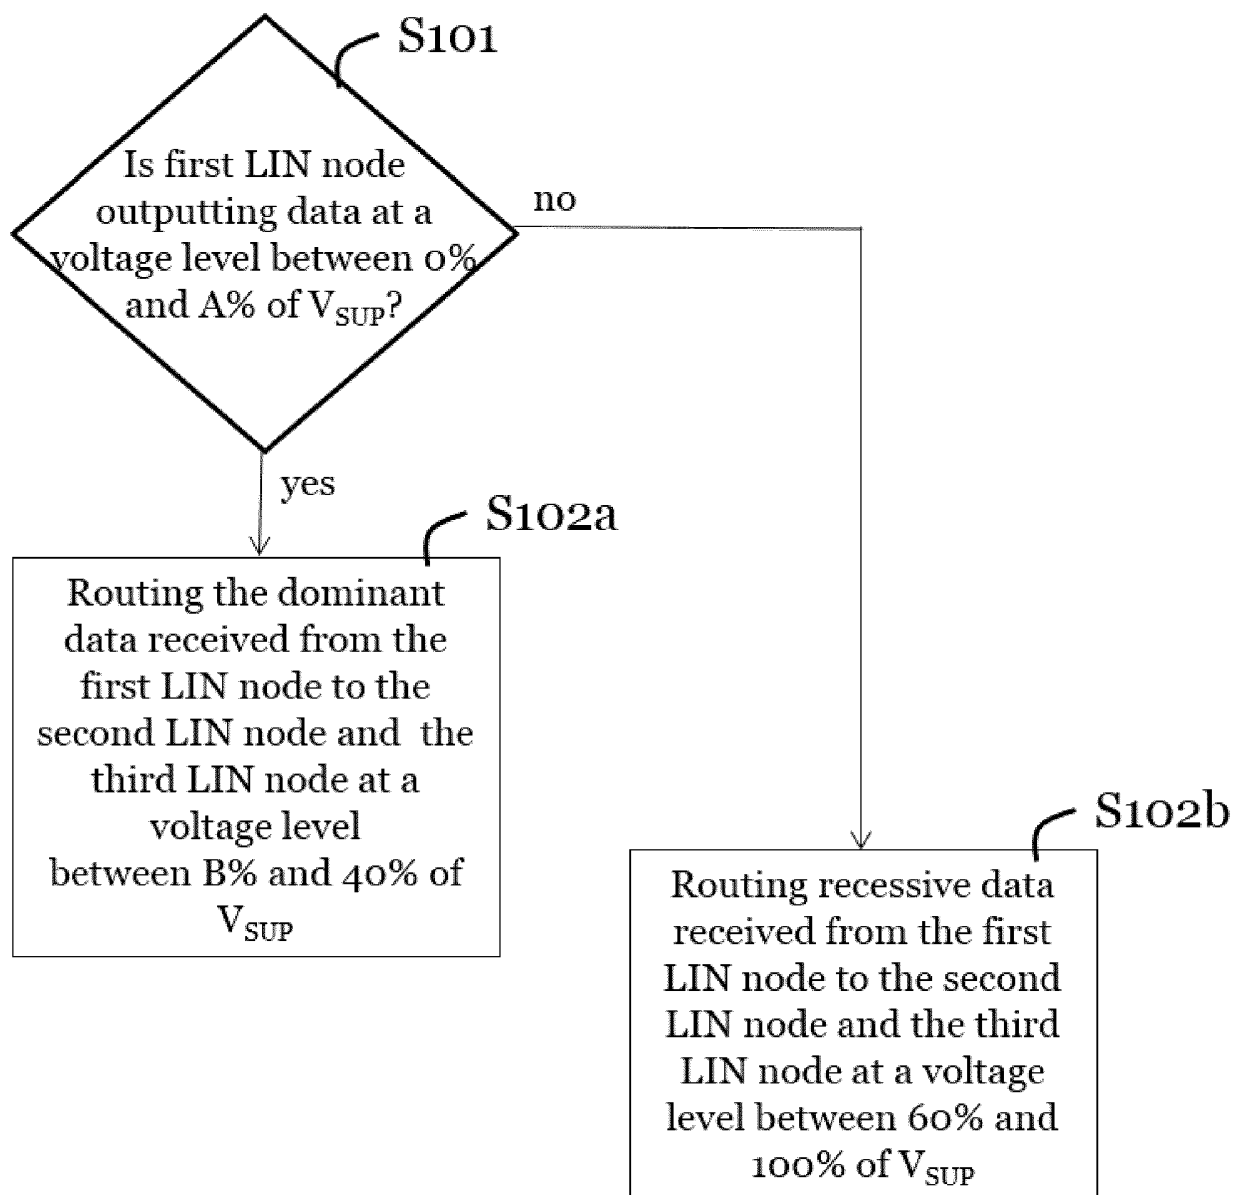 S101
Is first LIN node
outputting data at a
voltage level between 0%
and A% of VSUP?
no
yes
S102a
Routing the dominant
data received from the
first LIN node to the
second LIN node and the
third LIN node at a
voltage level
between B% and 40% of
VSUP
S102b
Routing recessive data
received from the first
LIN node to the second
LIN node and the third
LIN node at a voltage
level between 60% and
100% of VSUP